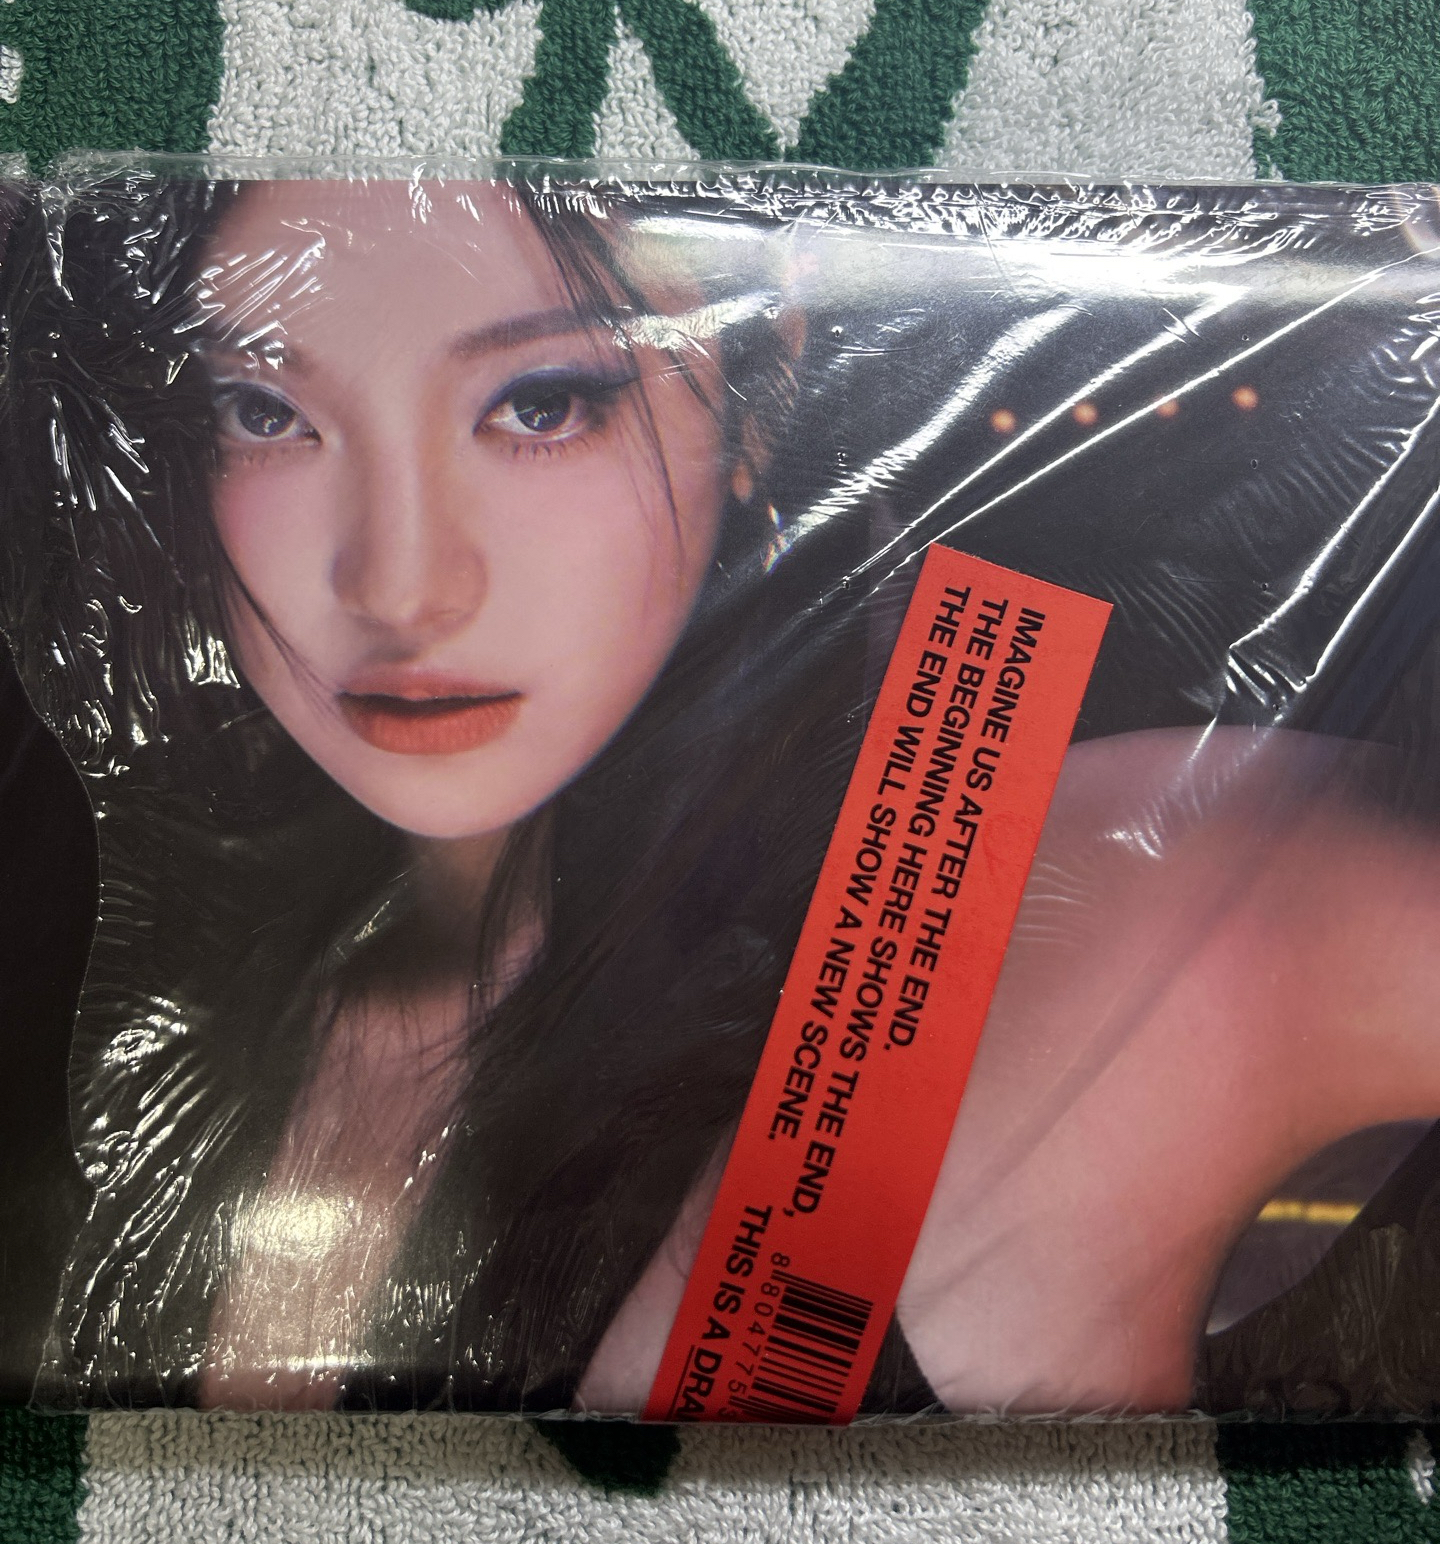 IMAGINE US AFTER THE END.
THE BEGINNING HERE SHOWS THE END,
THE END WILL SHOW A NEW SCENE.
THIS IS A